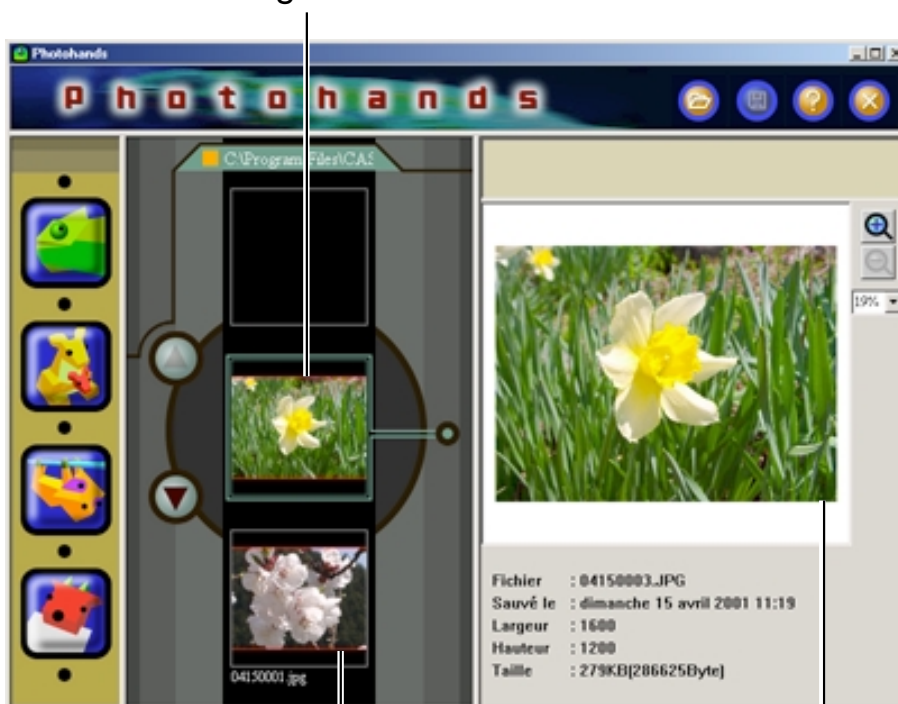 Photohands
Photohands
C:\Program Files\CAS
19%
Fichier : 04150003.JPG
Sauvé le : dimanche 15 avril 2001 11:19
Largeur : 1600
Hauteur : 1200
Taille : 279KB(286625Byte)
04150001.jpg